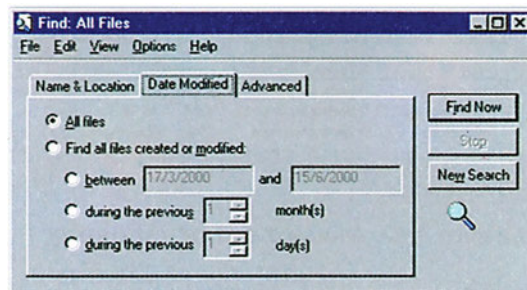 Find: All Files
File Edit View Options Help
Name & Location Date Modified Advanced
All files
Find all files created or modified:
between 17/3/2000 and 15/6/2000
during the previous 1 month(s)
during the previous 1 day(s)
Find Now
Stop
New Search